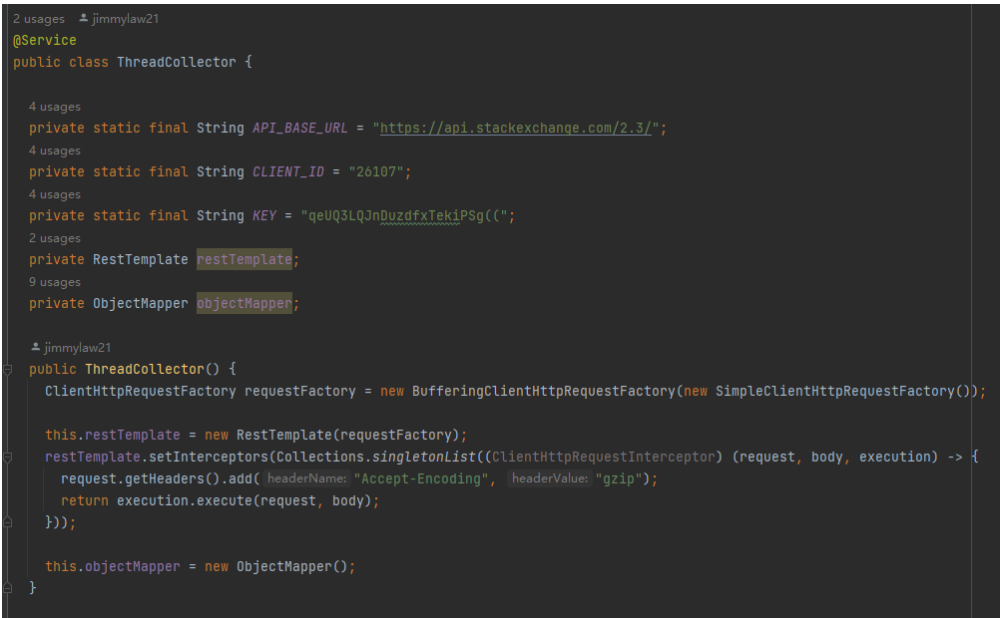 2 usages jimmylaw21
@Service
public class ThreadCollector {
4 usages
private static final String API_BASE_URL = "https://api.stackexchange.com/2.3/";
4 usages
private static final String CLIENT_ID = "26107";
4 usages
private static final String KEY = "qeUQ3LQJnDuzdfxTekiPSg((";
2 usages
private RestTemplate restTemplate;
9 usages
private ObjectMapper objectMapper;
jimmylaw21
public ThreadCollector() {
ClientHttpRequestFactory requestFactory = new BufferingClientHttpRequestFactory(new SimpleClientHttpRequestFactory());
this.restTemplate = new RestTemplate(requestFactory);
restTemplate.setInterceptors(Collections.singletonList((ClientHttpRequestInterceptor) (request, body, execution) -> {
request.getHeaders().add( headerName: "Accept-Encoding", headerValue: "gzip");
return execution.execute(request, body);
}));
this.objectMapper = new ObjectMapper();
}